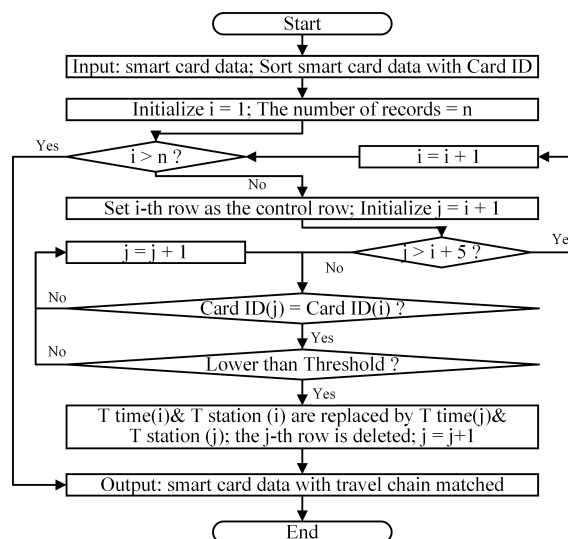 Start
Input: smart card data; Sort smart card data with Card ID
Initialize i = 1; The number of records = n
Yes
i > n ?
i = i + 1
No
Set i-th row as the control row; Initialize j = i + 1
j = j + 1
j > i + 5 ?
Yes
No
No
Card ID(j) = Card ID(i) ?
Yes
No
Lower than Threshold ?
Yes
T time(i)& T station (i) are replaced by T time(j)&
T station (j); the j-th row is deleted; j = j+1
Output: smart card data with travel chain matched
End